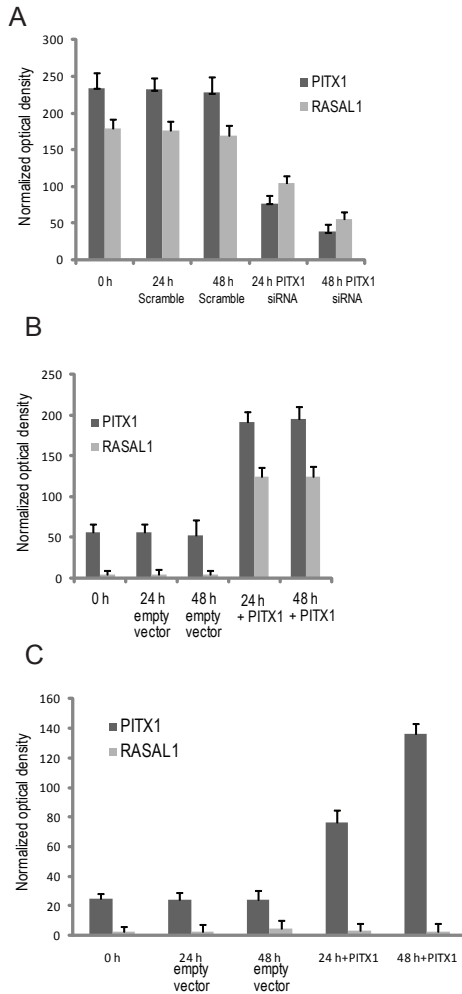 A
Normalized optical density
300
250
200
150
100
50
0
PITX1
RASAL1
0 h
24 h
Scramble
48 h
Scramble
24 h PITX1
siRNA
48 h PITX1
siRNA
B
Normalized optical density
250
200
150
100
50
0
PITX1
RASAL1
0 h
24 h
empty
vector
48 h
empty
vector
24 h
+ PITX1
48 h
+ PITX1
C
Normalized optical density
160
140
120
100
80
60
40
20
0
PITX1
RASAL1
0 h
24 h
empty
vector
48 h
empty
vector
24 h+PITX1
48 h+PITX1